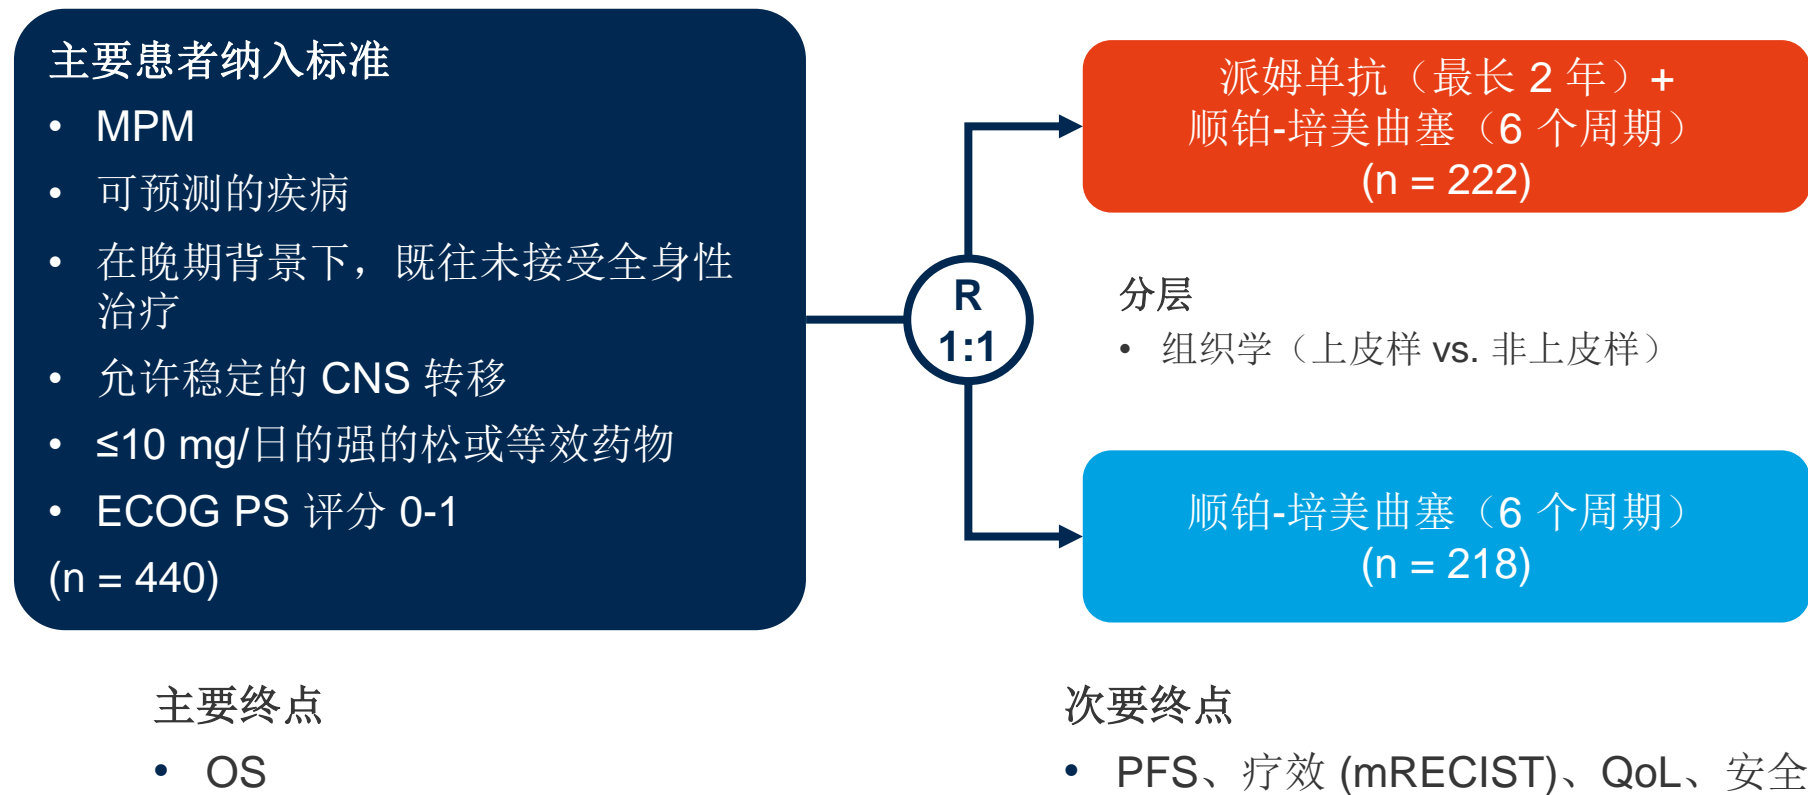 主要患者纳入标准
• MPM
• 可预测的疾病
• 在晚期背景下，既往未接受全身性
治疗
• 允许稳定的 CNS 转移
• ≤10 mg/日的强的松或等效药物
• ECOG PS 评分 0-1
(n = 440)
R
1:1
派姆单抗（最长 2 年）+
顺铂-培美曲塞（6 个周期）
(n = 222)
分层
• 组织学（上皮样 vs. 非上皮样）
顺铂-培美曲塞（6 个周期）
(n = 218)
主要终点
• OS
次要终点
• PFS、疗效 (mRECIST)、QoL、安全